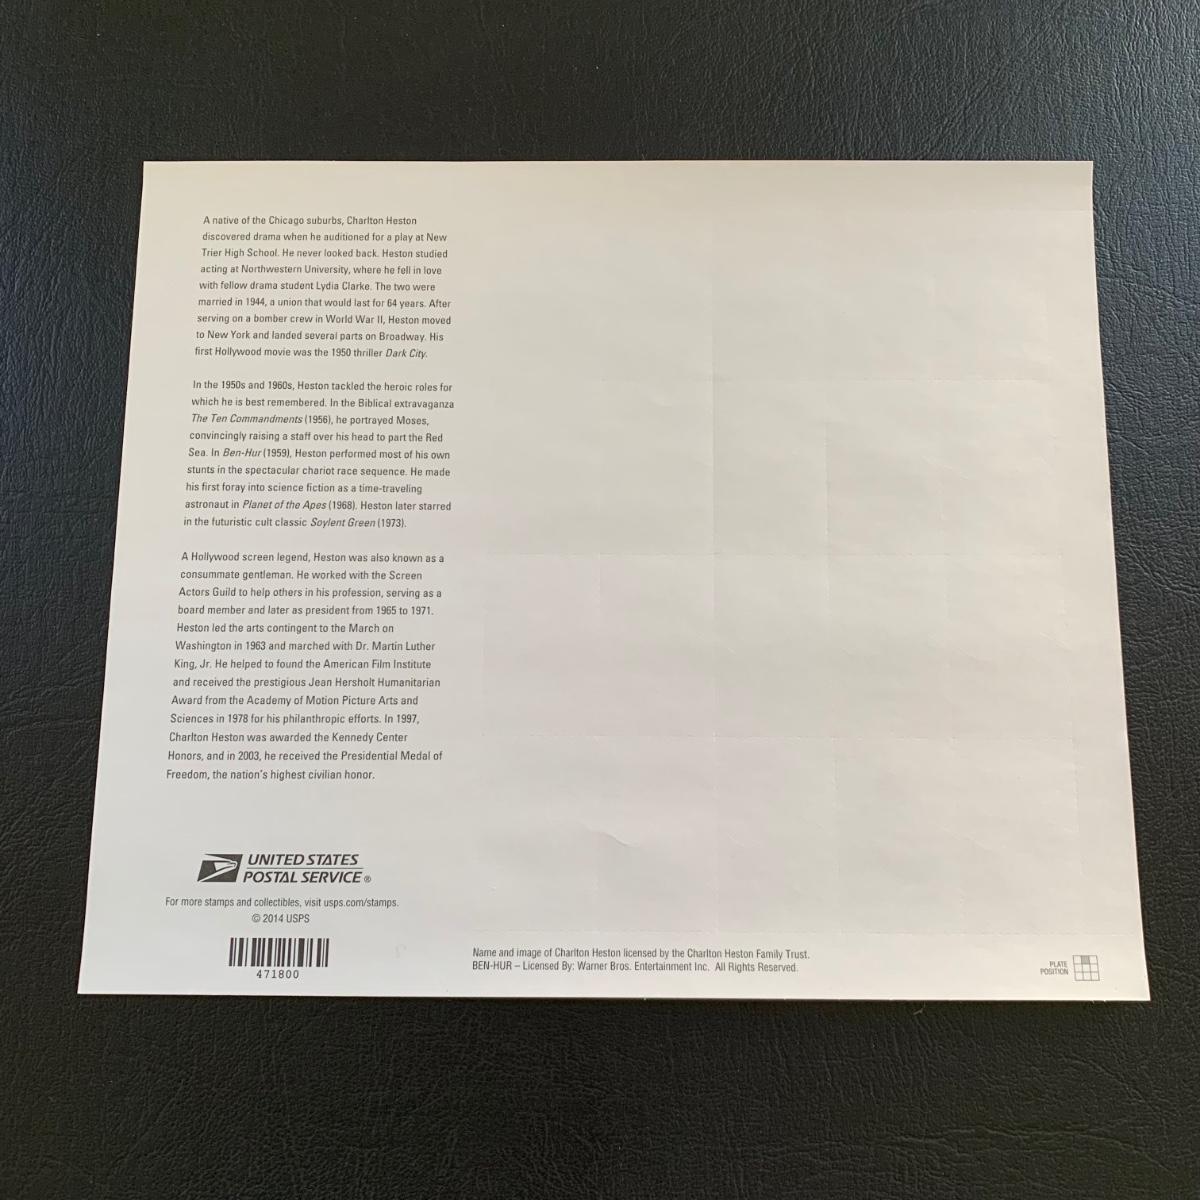 A native of the Chicago suburbs, Charlton Heston
discovered drama when he auditioned for a play at New
Trier High School. He never looked back. Heston studied
acting at Northwestern University, where he fell in love
with fellow drama student Lydia Clarke. The two were
married in 1944, a union that would last for 64 years. After
serving on a bomber crew in World War II, Heston moved
to New York and landed several parts on Broadway. His
first Hollywood movie was the 1950 thriller Dark City.
In the 1950s and 1960s, Heston tackled the heroic roles for
which he is best remembered. In the Biblical extravaganza
The Ten Commandments (1956), he portrayed Moses,
convincingly raising a staff over his head to part the Red
Sea. In Ben-Hur (1959), Heston performed most of his own
stunts in the spectacular chariot race sequence. He made
his first foray into science fiction as a time-traveling
astronaut in Planet of the Apes (1968). Heston later starred
in the futuristic cult classic Soylent Green (1973).
A Hollywood screen legend, Heston was also known as a
consummate gentleman. He worked with the Screen
Actors Guild to help others in his profession, serving as a
board member and later as president from 1965 to 1971.
Heston led the arts contingent to the March on
Washington in 1963 and marched with Dr. Martin Luther
King, Jr. He helped to found the American Film Institute
and received the prestigious Jean Hersholt Humanitarian
Award from the Academy of Motion Picture Arts and
Sciences in 1978 for his philanthropic efforts. In 1997,
Charlton Heston was awarded the Kennedy Center
Honors, and in 2003, he received the Presidential Medal of
Freedom, the nation's highest civilian honor.
UNITED STATES
POSTAL SERVICE ®
For more stamps and collectibles, visit usps.com/stamps.
© 2014 USPS
471800
Name and image of Charlton Heston licensed by the Charlton Heston Family Trust.
BEN-HUR – Licensed By: Warner Bros. Entertainment Inc. All Rights Reserved.
PLATE
POSITION